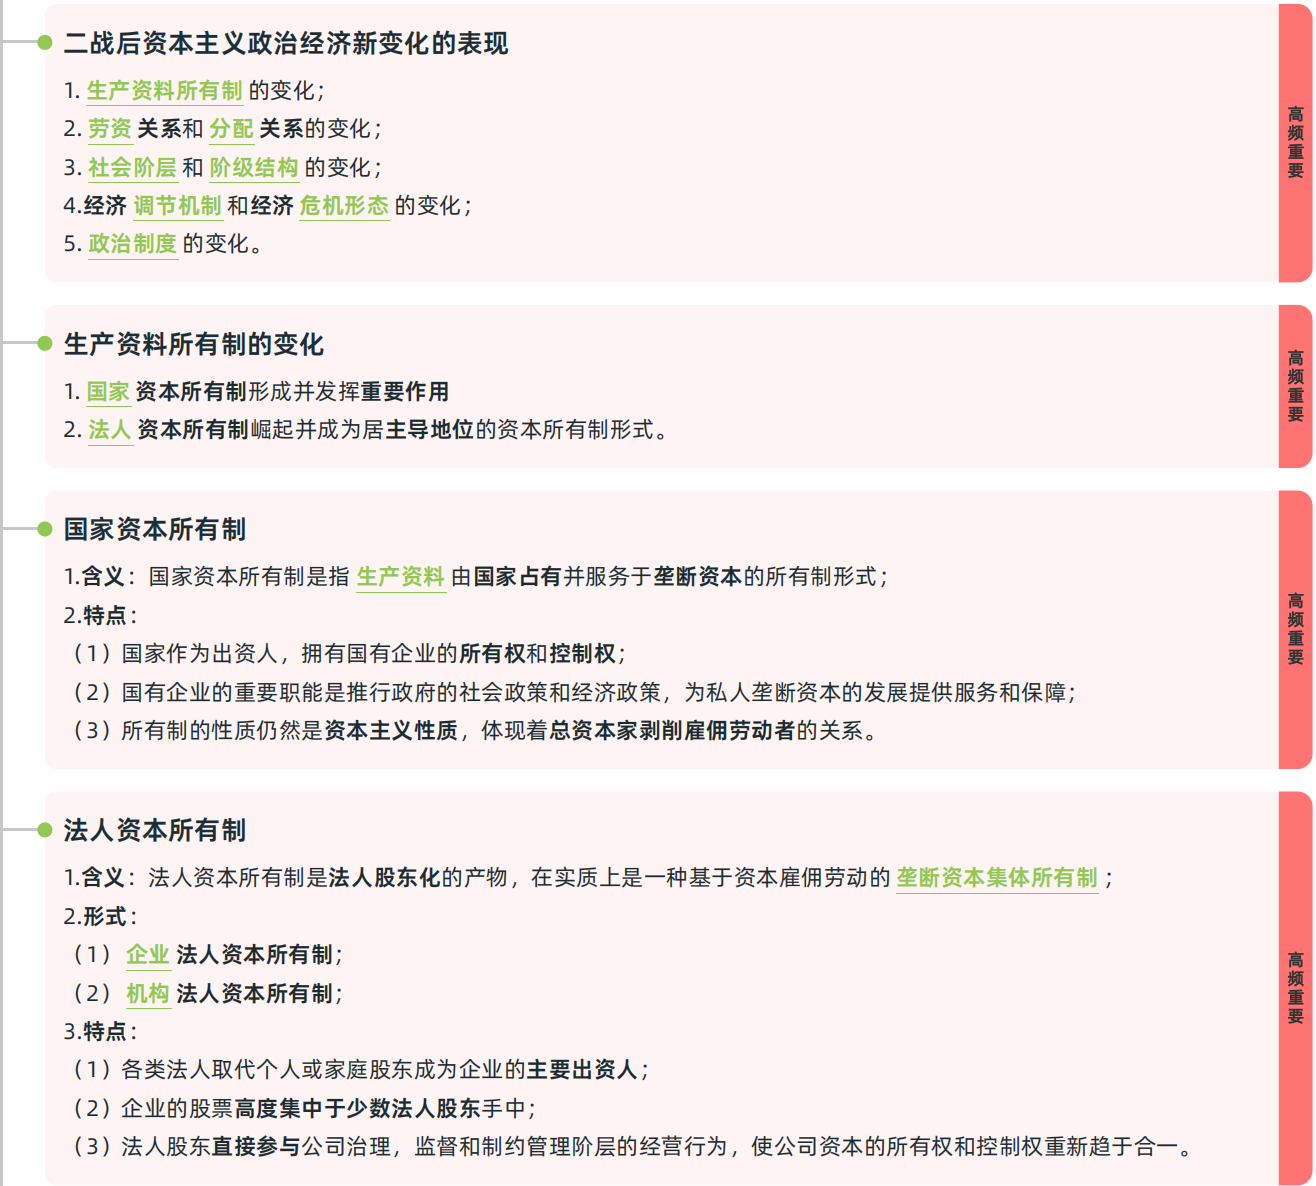 二战后资本主义政治经济新变化的表现
1. 生产资料所有制 的变化；
2. 劳资 关系和 分配 关系的变化；
3. 社会阶层 和 阶级结构 的变化；
4.经济 调节机制 和经济 危机形态 的变化；
5. 政治制度 的变化。
高频重要
生产资料所有制的变化
1. 国家 资本所有制形成并发挥重要作用
2. 法人 资本所有制崛起并成为居主导地位的资本所有制形式。
高频重要
国家资本所有制
1.含义：国家资本所有制是指 生产资料 由国家占有并服务于垄断资本的所有制形式；
2.特点：
（1）国家作为出资人，拥有国有企业的所有权和控制权；
（2）国有企业的重要职能是推行政府的社会政策和经济政策，为私人垄断资本的发展提供服务和保障；
（3）所有制的性质仍然是资本主义性质，体现着总资本家剥削雇佣劳动者的关系。
高频重要
法人资本所有制
1.含义：法人资本所有制是法人股东化的产物，在实质上是一种基于资本雇佣劳动的 垄断资本集体所有制 ；
2.形式：
（1） 企业 法人资本所有制；
（2） 机构 法人资本所有制；
3.特点：
（1）各类法人取代个人或家庭股东成为企业的主要出资人；
（2）企业的股票高度集中于少数法人股东手中；
（3）法人股东直接参与公司治理，监督和制约管理阶层的经营行为，使公司资本的所有权和控制权重新趋于合一。
高频重要